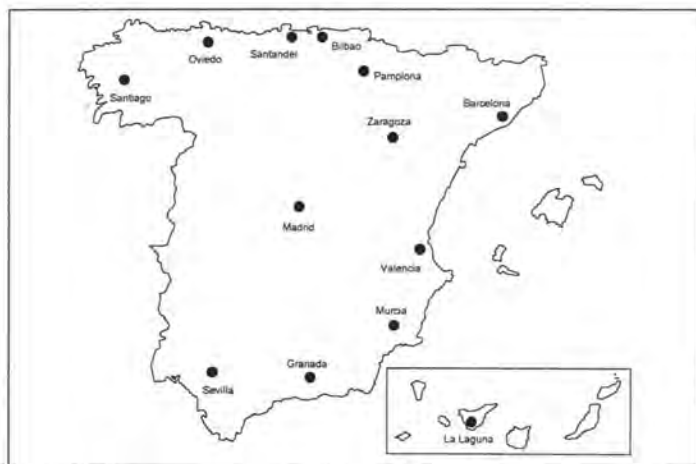 Oviedo
Santander
Bilbao
Pamplona
Santiago
Barcelona
Zaragoza
Madrid
Valencia
Murcia
Granada
Sevilla
La Laguna